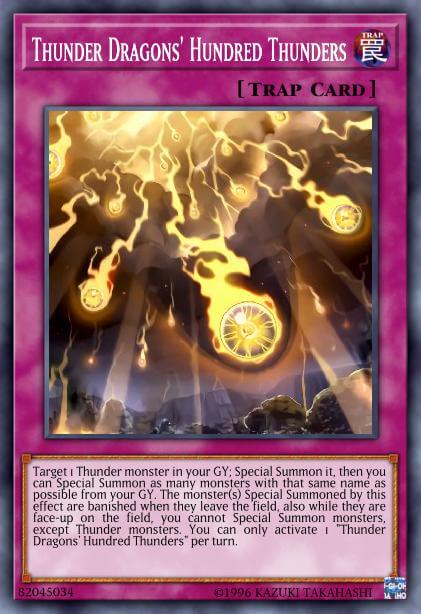 THUNDER DRAGONS' HUNDRED THUNDERS
TRAP
罠
[TRAP CARD]
Target 1 Thunder monster in your GY; Special Summon it, then you
can Special Summon as many monsters with that same name as
possible from your GY. The monster(s) Special Summoned by this
effect are banished when they leave the field, also while they are
face-up on the field, you cannot Special Summon monsters,
except Thunder monsters. You can only activate 1 "Thunder
Dragons' Hundred Thunders" per turn.
82045034
©1996 KAZUKI TAKAHASHI